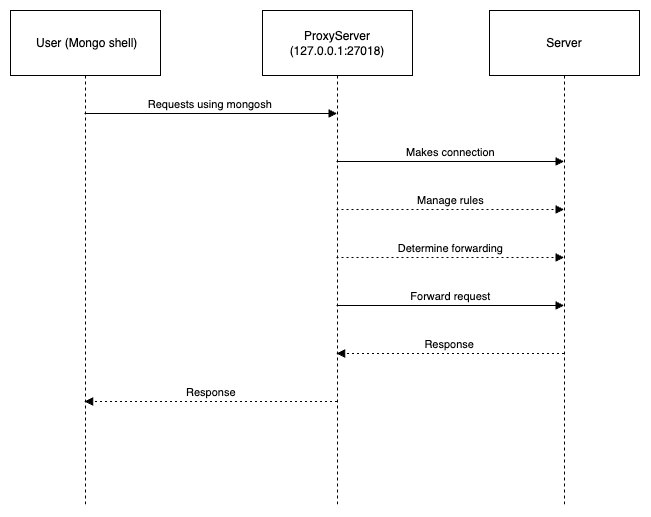 User (Mongo shell)
ProxyServer
(127.0.0.1:27018)
Server
Requests using mongosh
Makes connection
Manage rules
Determine forwarding
Forward request
Response
Response